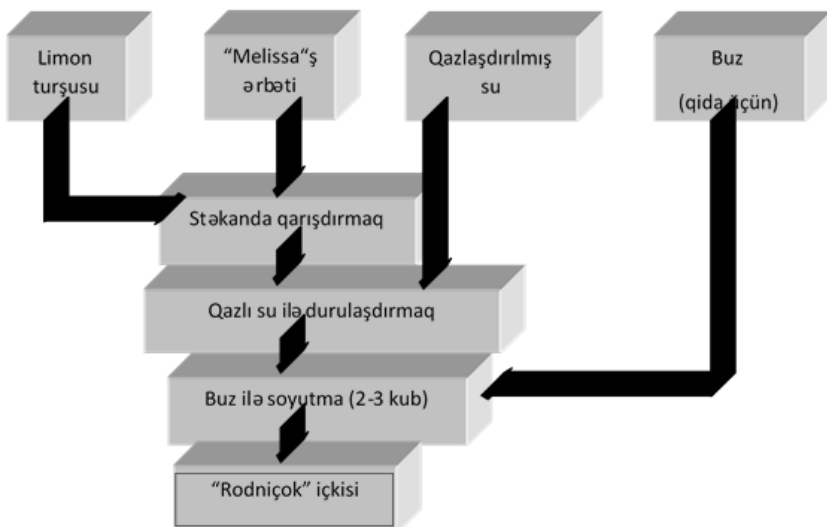 Limon
turşusu
“Melissa“ş
ərbəti
Qazlaşdırılmış
su
Buz
(qida üçün)
Stəkanda qarışdırmaq
Qazlı su ilə durulaşdırmaq
Buz ilə soyutma (2-3 kub)
“Rodniçok” içkisi